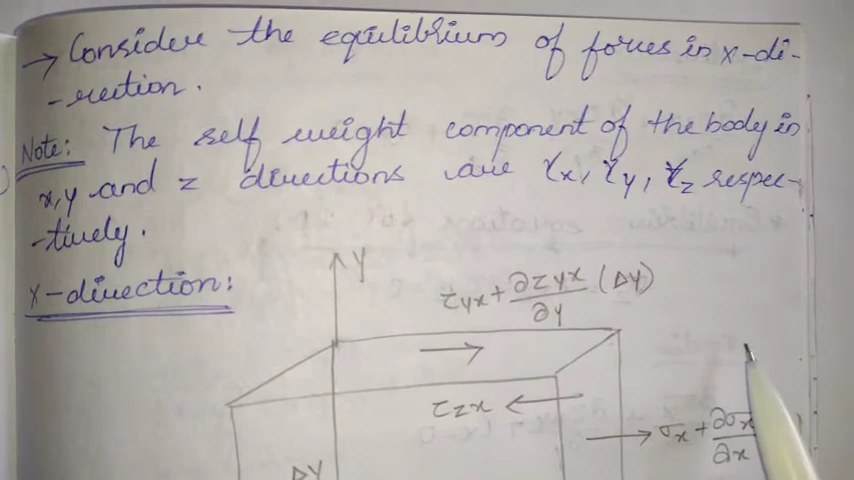 → Consider the equilibrium of forces in x-di-
-rection.
Note: The self weight component of the body in
x, y and z directions are γx, γy, γz respec-
-tively.
X-direction:
Y
τyx + ∂τyx/∂y (ΔY)
τzx
σx + ∂σx/∂x
ΔY